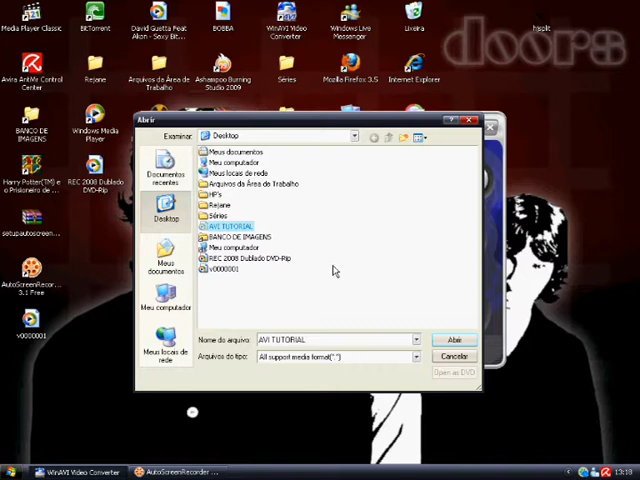 Media Player Classic
BitTorrent
David Guetta Feat
Akon - Sexy Bit...
BOBBA
WinAVI Video
Converter
Windows Live
Messenger
Lixeira
hjsplit
doors
Avira AntiVir Control
Center
Rejane
Arquivos da Área de
Trabalho
Ashampoo Burning
Studio 2009
Séries
Mozilla Firefox 3.5
Internet Explorer
BANCO DE
IMAGENS
Windows Media
Player
Harry Potter(TM) e
o Prisioneiro de ...
REC 2008 Dublado
DVD-Rip
setupautoscreen...
AutoScreenRecorder
3.1 Free
v0000001
Abrir
Examinar:
Desktop
Documentos
recentes
Desktop
Meus
documentos
Meu computador
Meus locais de
rede
Meus documentos
Meu computador
Meus locais de rede
Arquivos da Área do Trabalho
HP's
Rejane
Séries
AVI TUTORIAL
BANCO DE IMAGENS
Meu computador
REC 2008 Dublado DVD-Rip
v0000001
Nome do arquivo:
AVI TUTORIAL
Abrir
Arquivos do tipo:
All support media format(*.*)
Cancelar
Open as DVD
WinAVI Video Converter
AutoScreenRecorder ...
13:18